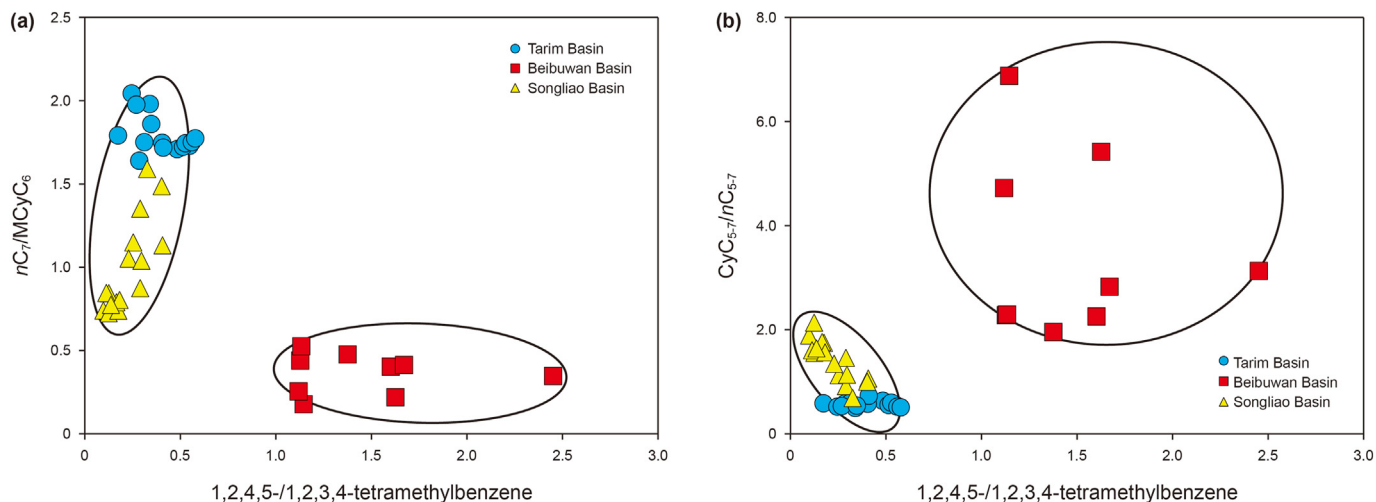 (a)
2.5
2.0
1.5
1.0
0.5
0
nC₇/MCyC₆
Tarim Basin
Beibuwan Basin
Songliao Basin
0 0.5 1.0 1.5 2.0 2.5 3.0
1,2,4,5-/1,2,3,4-tetramethylbenzene
(b)
8.0
6.0
4.0
2.0
0
CyC₅₋₇/nC₅₋₇
Tarim Basin
Beibuwan Basin
Songliao Basin
0 0.5 1.0 1.5 2.0 2.5 3.0
1,2,4,5-/1,2,3,4-tetramethylbenzene